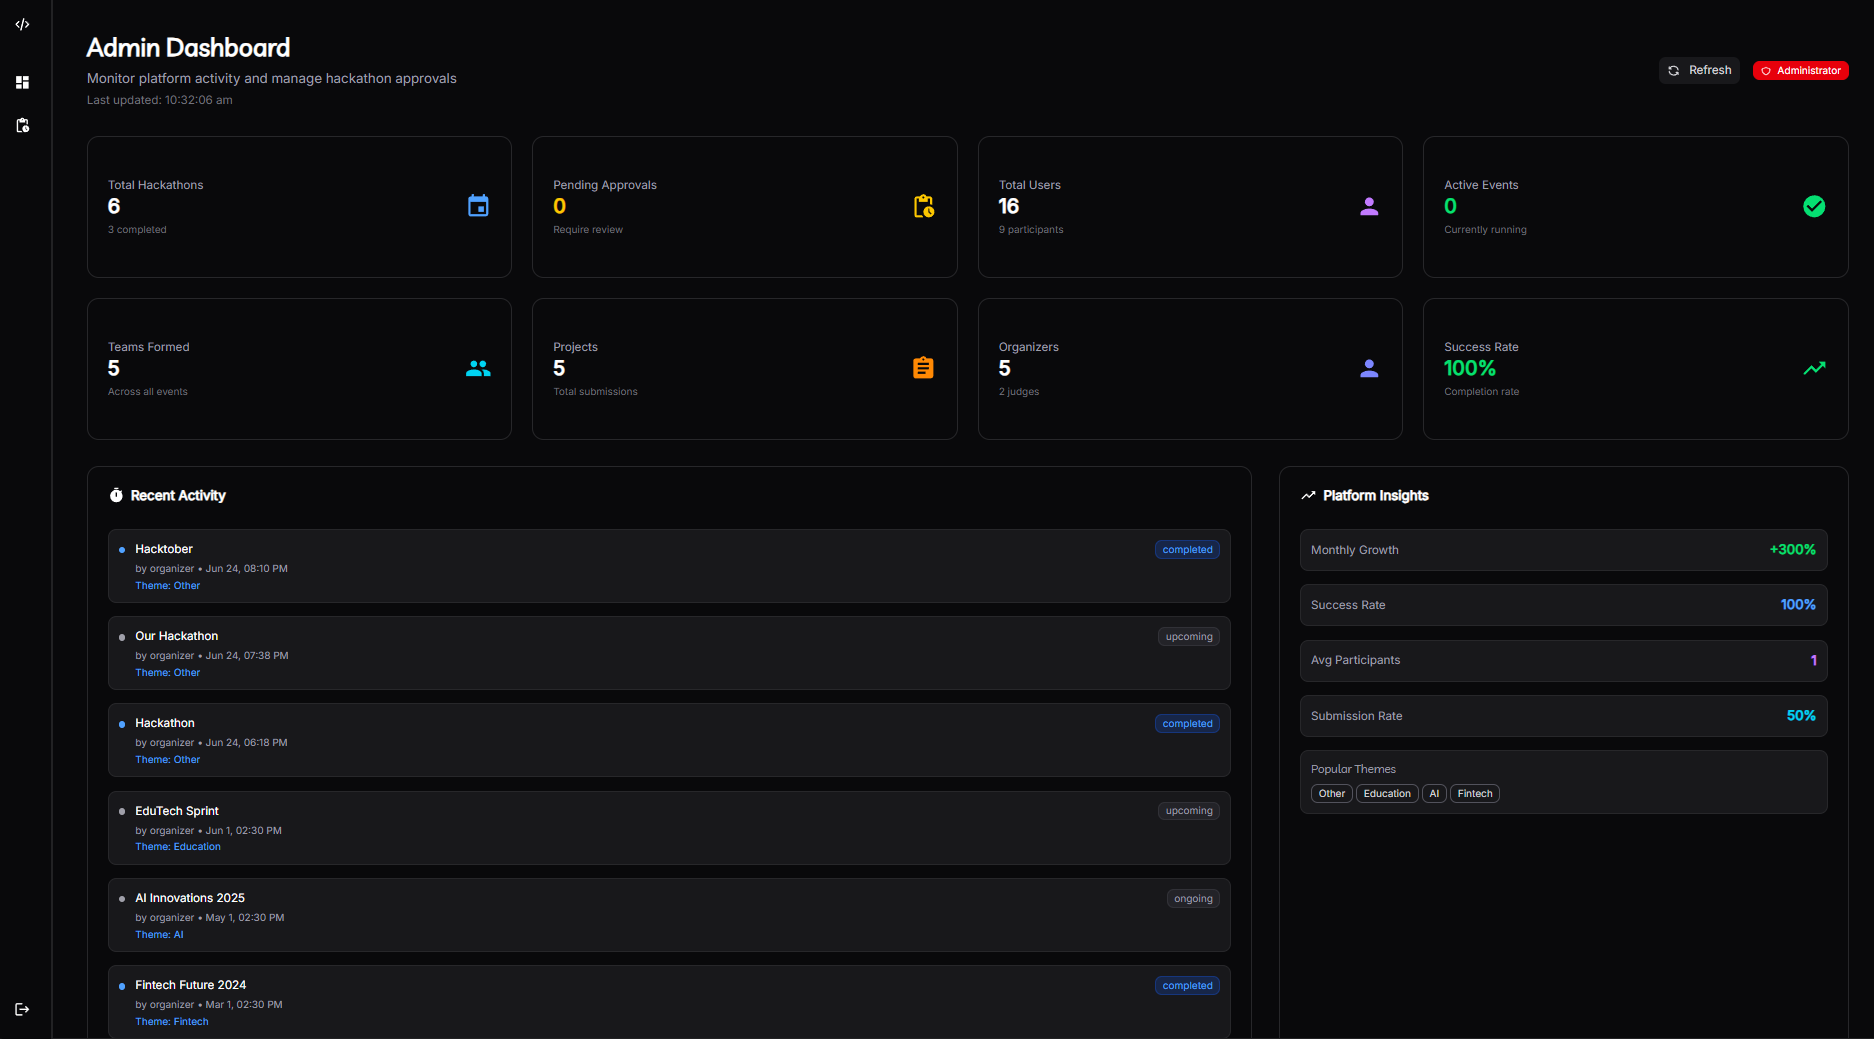 Admin Dashboard
Monitor platform activity and manage hackathon approvals
Last updated: 10:32:06 am
Refresh
Administrator
Total Hackathons
6
3 completed
Pending Approvals
0
Require review
Total Users
16
9 participants
Active Events
0
Currently running
Teams Formed
5
Across all events
Projects
5
Total submissions
Organizers
5
2 judges
Success Rate
100%
Completion rate
Recent Activity
Hacktober
completed
by organizer • Jun 24, 08:10 PM
Theme: Other
Our Hackathon
upcoming
by organizer • Jun 24, 07:38 PM
Theme: Other
Hackathon
completed
by organizer • Jun 24, 06:18 PM
Theme: Other
EduTech Sprint
upcoming
by organizer • Jun 1, 02:30 PM
Theme: Education
AI Innovations 2025
ongoing
by organizer • May 1, 02:30 PM
Theme: AI
Fintech Future 2024
completed
by organizer • Mar 1, 02:30 PM
Theme: Fintech
Platform Insights
Monthly Growth +300%
Success Rate 100%
Avg Participants 1
Submission Rate 50%
Popular Themes
Other Education AI Fintech